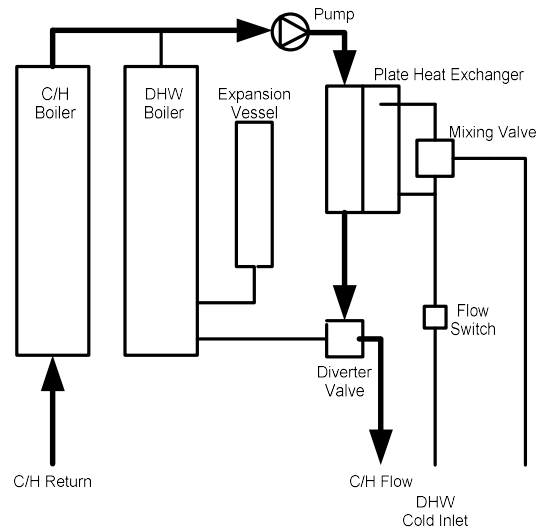 Pump
C/H
Boiler
DHW
Boiler
Expansion
Vessel
Plate Heat Exchanger
Mixing Valve
Flow
Switch
Diverter
Valve
C/H Return
C/H Flow
DHW
Cold Inlet